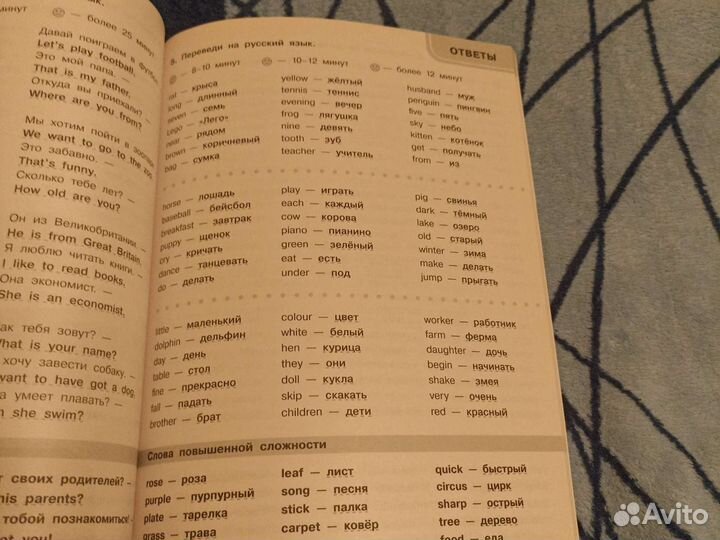 ык.
минут
— более 25 минут
Давай поиграем в футбол
Let's play football.
Это мой папа. —
That is my father.
Откуда вы приехали? —
Where are you from?
Мы хотим пойти в зоопарк
We want to go to the zoo
Это забавно. —
That's funny.
Сколько тебе лет? —
How old are you?
Он из Великобритании. —
He is from Great Britain.
Я люблю читать книги. —
I like to read books.
Она экономист. —
She is an economist.
ак тебя зовут? —
What is your name?
хочу завести собаку. —
want to have got a dog.
а умеет плавать? —
n she swim?
т своих родителей? —
his parents?
тобой познакомиться! —
et you!
ОТВЕТЫ
5. Переведи на русский язык.
— 8–10 минут — 10–12 минут — более 12 минут
rat — крыса
long — длинный
seven — семь
Lego — «Лего»
near — рядом
brown — коричневый
bag — сумка
yellow — жёлтый
tennis — теннис
evening — вечер
frog — лягушка
nine — девять
tooth — зуб
teacher — учитель
husband — муж
penguin — пингвин
five — пять
sky — небо
kitten — котёнок
get — получать
from — из
horse — лошадь
baseball — бейсбол
breakfast — завтрак
puppy — щенок
cry — кричать
dance — танцевать
do — делать
play — играть
each — каждый
cow — корова
piano — пианино
green — зелёный
eat — есть
under — под
pig — свинья
dark — тёмный
lake — озеро
old — старый
winter — зима
make — делать
jump — прыгать
little — маленький
dolphin — дельфин
day — день
table — стол
fine — прекрасно
fall — падать
brother — брат
colour — цвет
white — белый
hen — курица
they — они
doll — кукла
skip — скакать
children — дети
worker — работник
farm — ферма
daughter — дочь
begin — начинать
shake — змея
very — очень
red — красный
Слова повышенной сложности
rose — роза
purple — пурпурный
plate — тарелка
grass — трава
leaf — лист
song — песня
stick — палка
carpet — ковёр
quick — быстрый
circus — цирк
sharp — острый
tree — дерево
food — еда
Avito